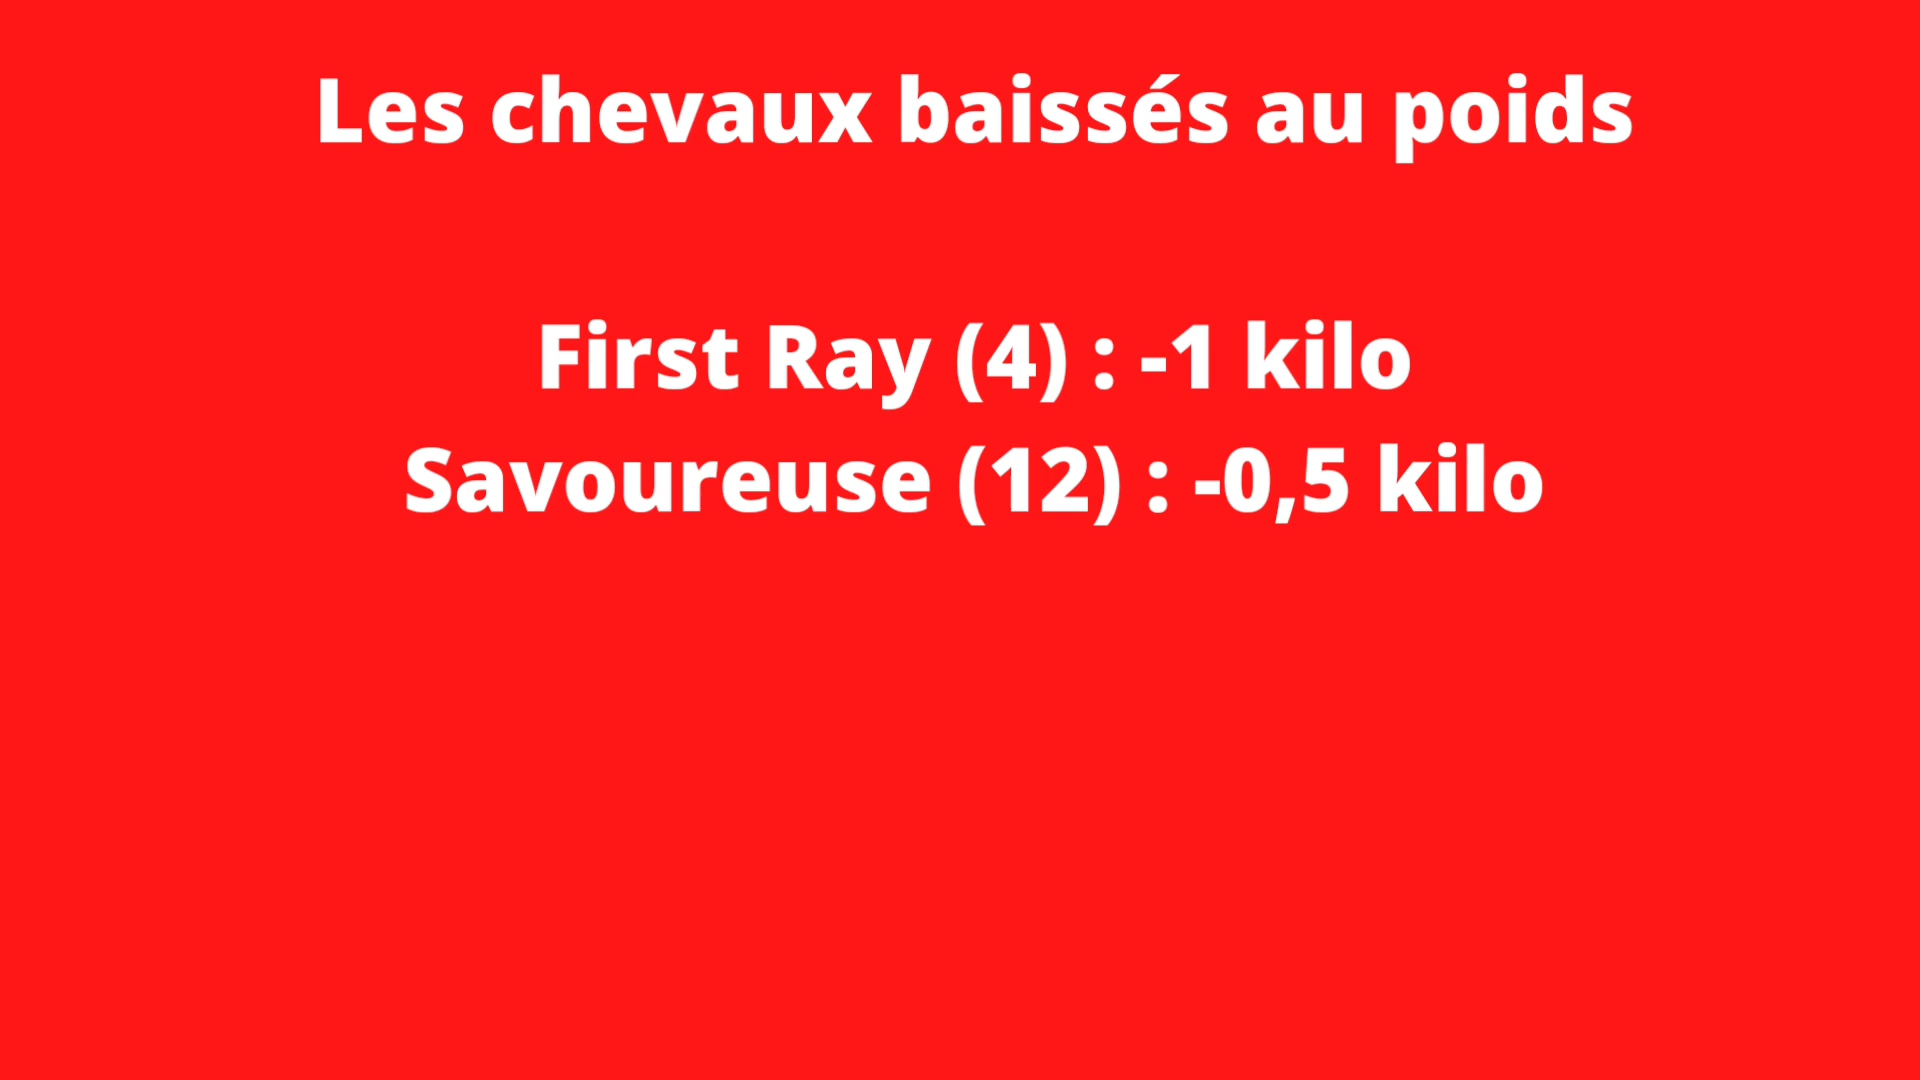 Les chevaux baissés au poids
First Ray (4) : -1 kilo
Savoureuse (12) : -0,5 kilo